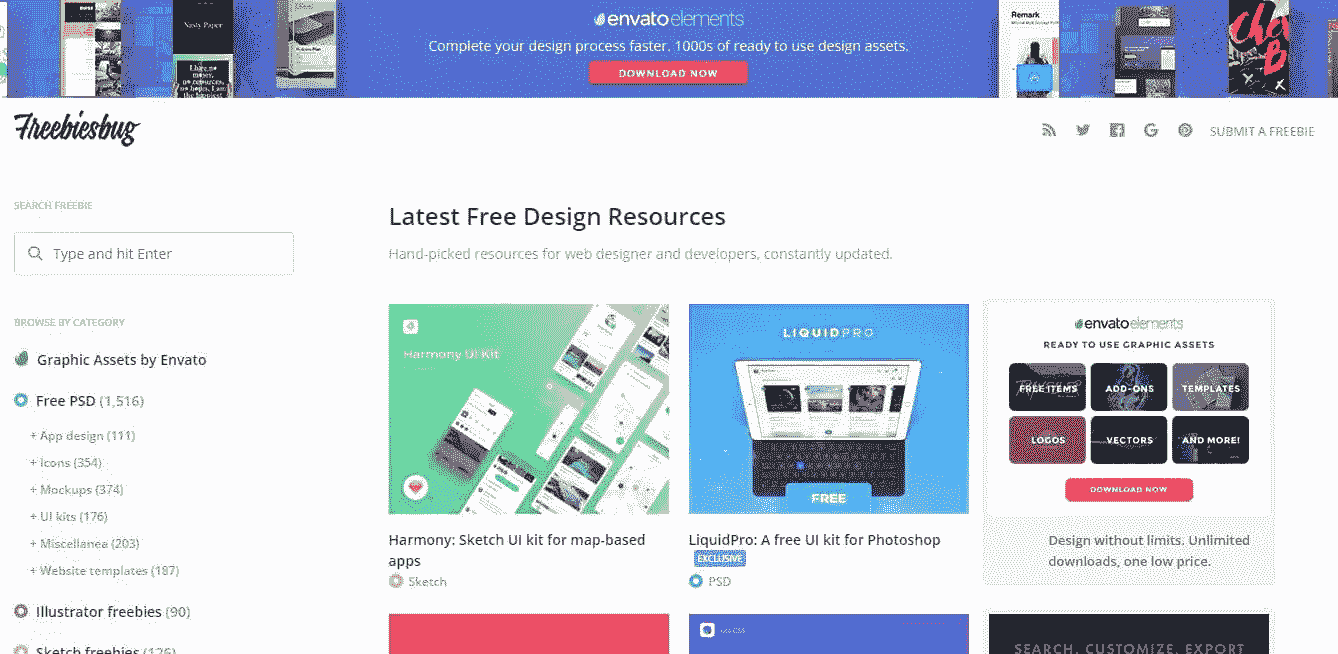 Nasty Paper
envato elements
Remark
Complete your design process faster. 1000s of ready to use design assets.
DOWNLOAD NOW
Freebiesbug
SUBMIT A FREEBIE
SEARCH FREEBIE
Type and hit Enter
BROWSE BY CATEGORY
Graphic Assets by Envato
Free PSD (1,516)
+ App design (111)
+ Icons (354)
+ Mockups (374)
+ UI kits (176)
+ Miscellanea (203)
+ Website templates (187)
Illustrator freebies (90)
Sketch freebies (126)
Latest Free Design Resources
Hand-picked resources for web designer and developers, constantly updated.
Harmony UI Kit
Harmony: Sketch UI kit for map-based
apps
Sketch
LIQUIDPRO
FREE
LiquidPro: A free UI kit for Photoshop
EXCLUSIVE
PSD
envato elements
READY TO USE GRAPHIC ASSETS
FREE ITEMS
ADD-ONS
TEMPLATES
LOGOS
VECTORS
AND MORE!
DOWNLOAD NOW
Design without limits. Unlimited
downloads, one low price.
SEARCH. CUSTOMIZE. EXPORT